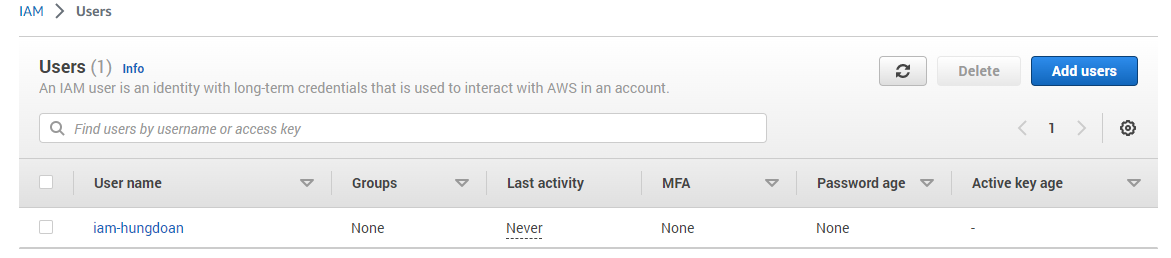 IAM > Users
Users (1) Info
Delete
Add users
An IAM user is an identity with long-term credentials that is used to interact with AWS in an account.
Find users by username or access key
1
User name Groups Last activity MFA Password age Active key age
iam-hungdoan None Never None None -